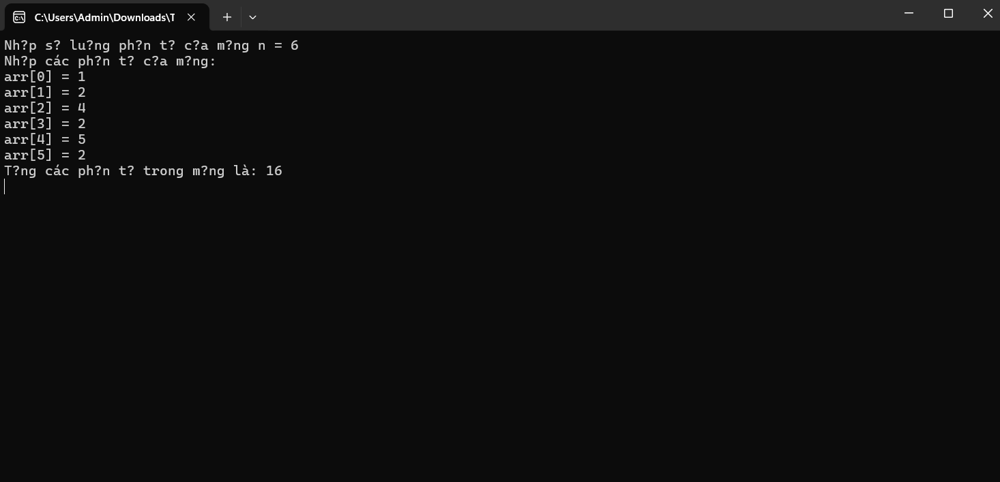 C:\Users\Admin\Downloads\T
Nh?p s? lu?ng ph?n t? c?a m?ng n = 6
Nh?p các ph?n t? c?a m?ng:
arr[0] = 1
arr[1] = 2
arr[2] = 4
arr[3] = 2
arr[4] = 5
arr[5] = 2
T?ng các ph?n t? trong m?ng là: 16